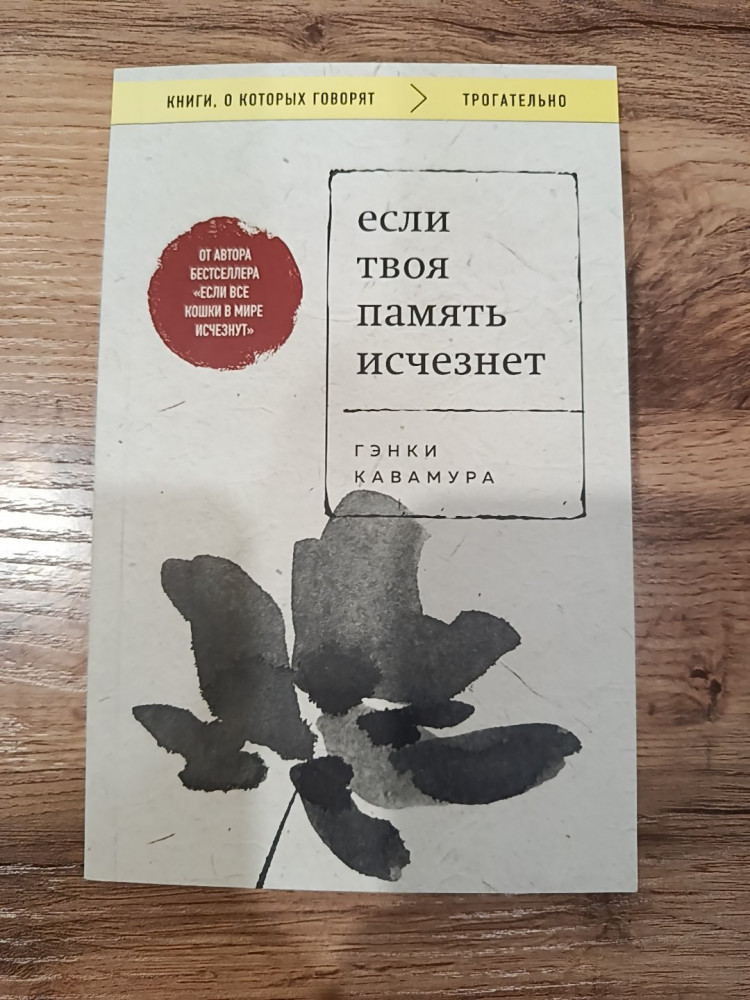 КНИГИ, О КОТОРЫХ ГОВОРЯТ > ТРОГАТЕЛЬНО
если
твоя
память
исчезнет
ГЭНКИ
КАВАМУРА
ОТ АВТОРА
БЕСТСЕЛЛЕРА
«ЕСЛИ ВСЕ
КОШКИ В МИРЕ
ИСЧЕЗНУТ»